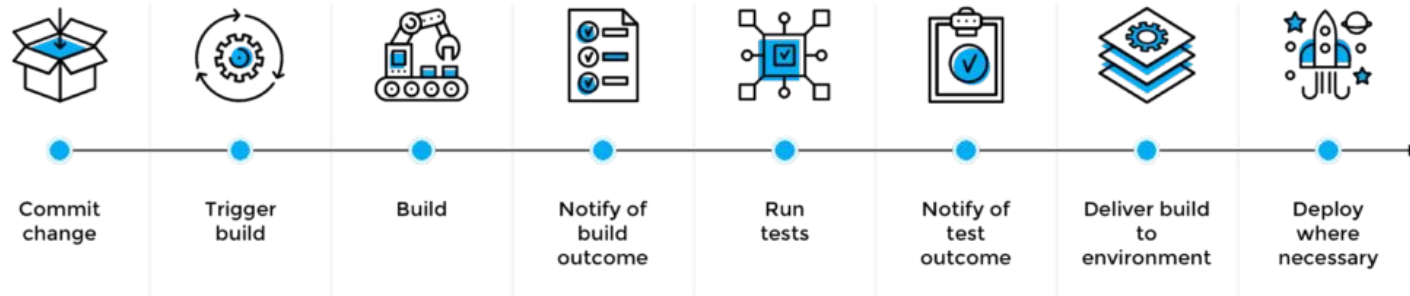 Commit
change
Trigger
build
Build
Notify of
build
outcome
Run
tests
Notify of
test
outcome
Deliver build
to
environment
Deploy
where
necessary